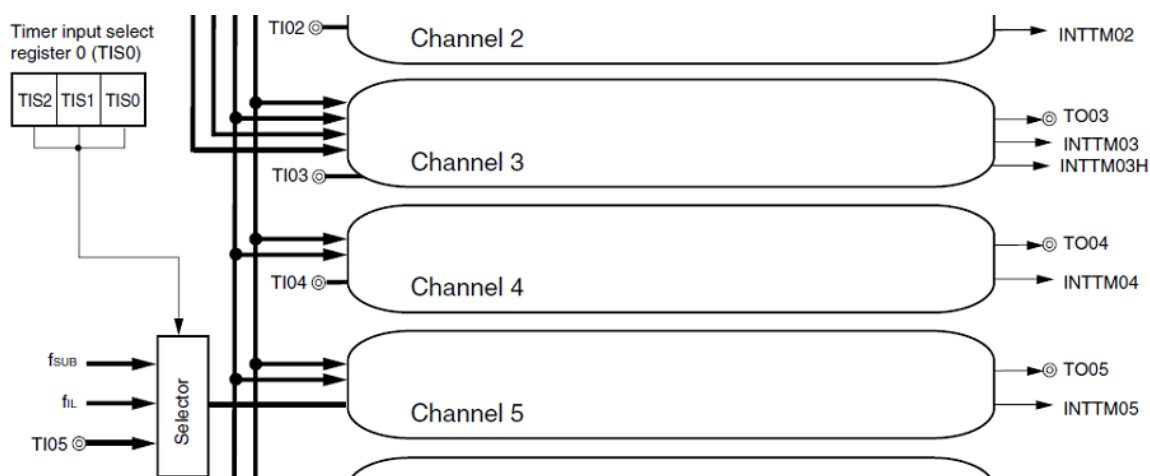 Timer input select
register 0 (TIS0)
TIS2 TIS1 TIS0
TI02
Channel 2
INTTM02
TO03
INTTM03
INTTM03H
Channel 3
TI03
TO04
TI04
Channel 4
INTTM04
fSUB
fIL
TI05
Selector
TO05
Channel 5
INTTM05